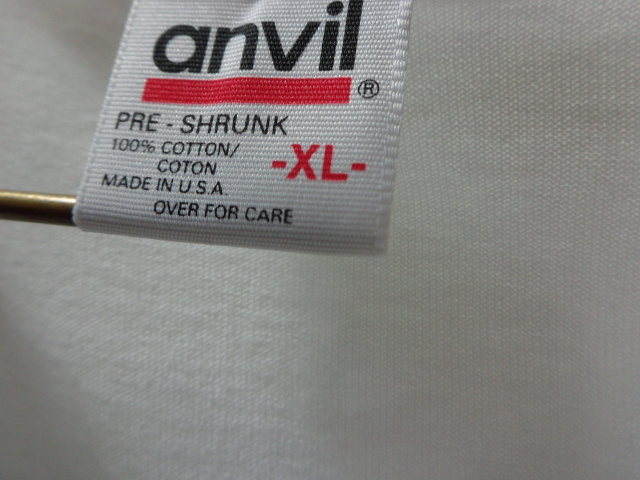 anvil®
PRE - SHRUNK
100% COTTON/
COTON
-XL-
MADE IN U.S.A.
OVER FOR CARE